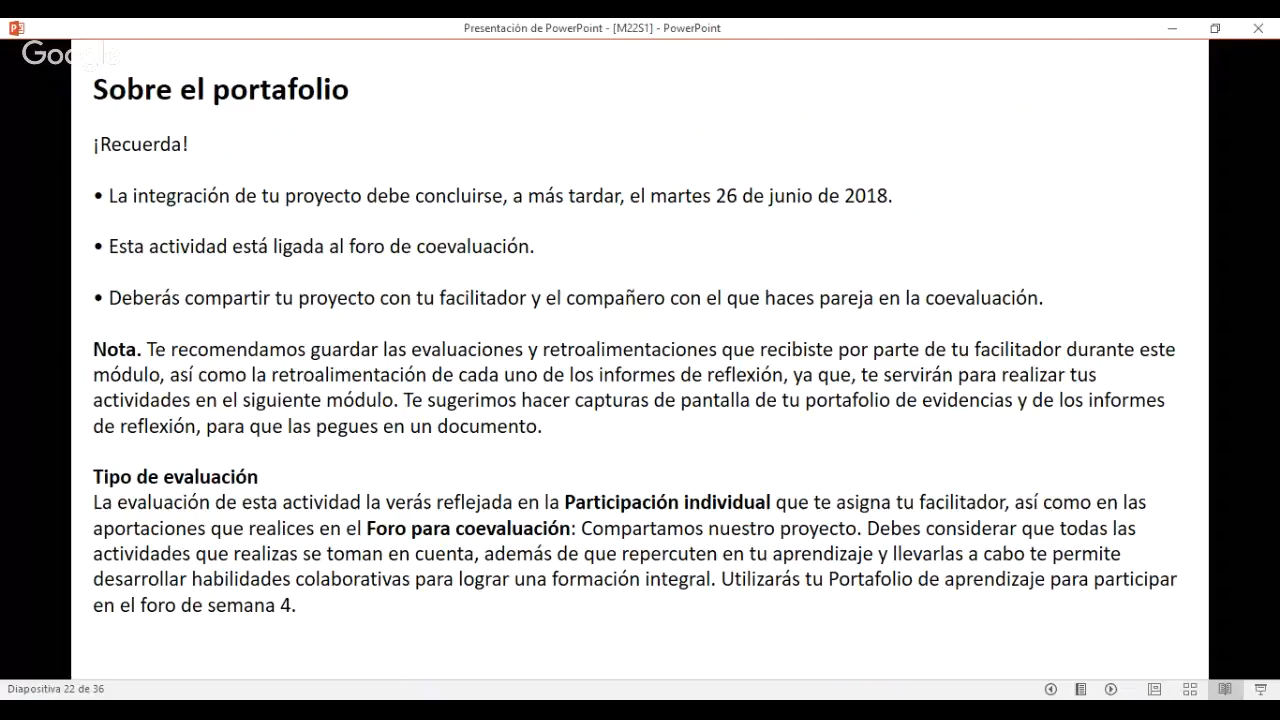 Presentación de PowerPoint - [M22S1] - PowerPoint
Google
Sobre el portafolio
¡Recuerda!
• La integración de tu proyecto debe concluirse, a más tardar, el martes 26 de junio de 2018.
• Esta actividad está ligada al foro de coevaluación.
• Deberás compartir tu proyecto con tu facilitador y el compañero con el que haces pareja en la coevaluación.
Nota. Te recomendamos guardar las evaluaciones y retroalimentaciones que recibiste por parte de tu facilitador durante este
módulo, así como la retroalimentación de cada uno de los informes de reflexión, ya que, te servirán para realizar tus
actividades en el siguiente módulo. Te sugerimos hacer capturas de pantalla de tu portafolio de evidencias y de los informes
de reflexión, para que las pegues en un documento.
Tipo de evaluación
La evaluación de esta actividad la verás reflejada en la Participación individual que te asigna tu facilitador, así como en las
aportaciones que realices en el Foro para coevaluación: Compartamos nuestro proyecto. Debes considerar que todas las
actividades que realizas se toman en cuenta, además de que repercuten en tu aprendizaje y llevarlas a cabo te permite
desarrollar habilidades colaborativas para lograr una formación integral. Utilizarás tu Portafolio de aprendizaje para participar
en el foro de semana 4.
Diapositiva 22 de 36